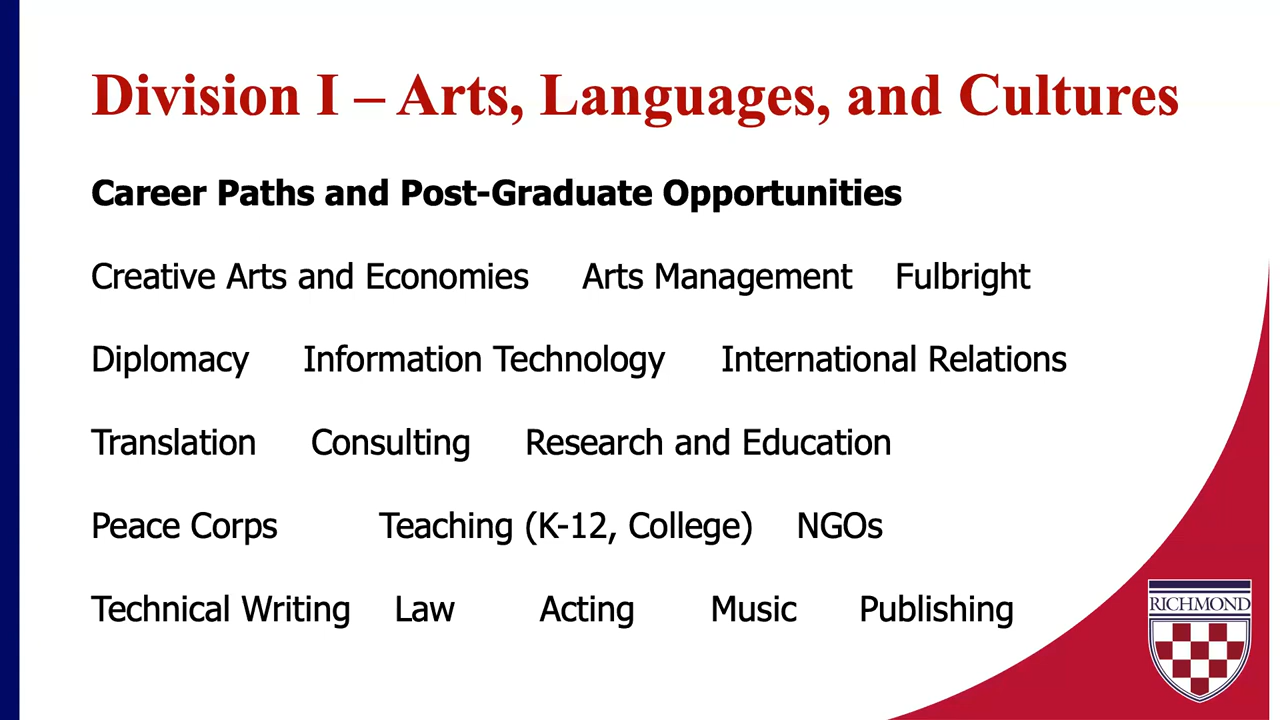 Division I – Arts, Languages, and Cultures
Career Paths and Post-Graduate Opportunities
Creative Arts and Economies Arts Management Fulbright
Diplomacy Information Technology International Relations
Translation Consulting Research and Education
Peace Corps Teaching (K-12, College) NGOs
Technical Writing Law Acting Music Publishing
RICHMOND